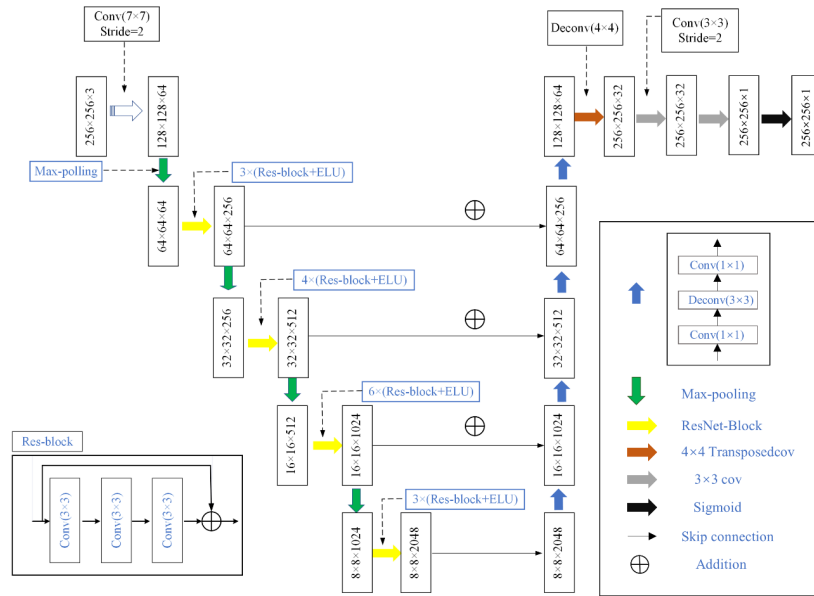 Conv(7×7)
Stride=2
Deconv(4×4)
Conv(3×3)
Stride=2
256×256×3
128×128×64
128×128×64
256×256×32
256×256×32
256×256×1
256×256×1
Max-polling
3×(Res-block+ELU)
64×64×64
64×64×256
64×64×256
4×(Res-block+ELU)
32×32×256
32×32×512
32×32×512
6×(Res-block+ELU)
16×16×512
16×16×1024
16×16×1024
3×(Res-block+ELU)
8×8×1024
8×8×2048
8×8×2048
Res-block
Conv(3×3)
Conv(3×3)
Conv(3×3)
Conv(1×1)
Deconv(3×3)
Conv(1×1)
Max-pooling
ResNet-Block
4×4 Transposedcov
3×3 cov
Sigmoid
Skip connection
Addition